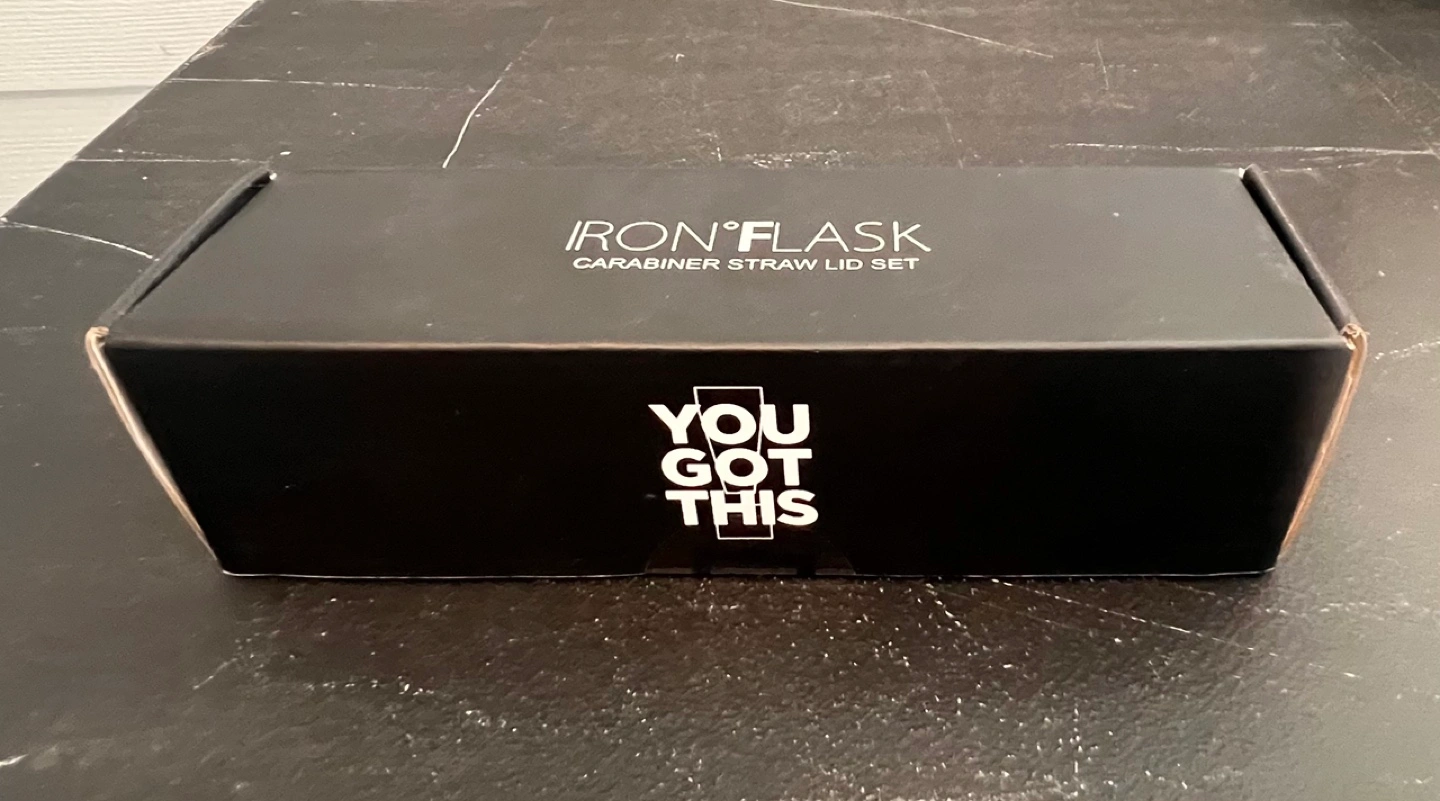 IRON°FLASK
CARABINER STRAW LID SET
YOU
GOT
THIS